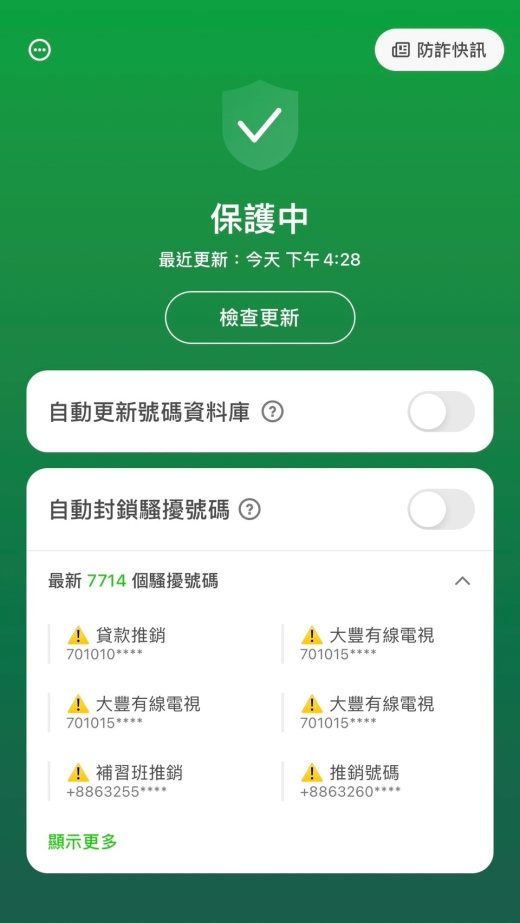 防詐快訊
保護中
最近更新：今天 下午 4:28
檢查更新
自動更新號碼資料庫 ?
自動封鎖騷擾號碼 ?
最新 7714 個騷擾號碼
貸款推銷
701010****
大豐有線電視
701015****
大豐有線電視
701015****
大豐有線電視
701015****
補習班推銷
+8863255****
推銷號碼
+8863260****
顯示更多